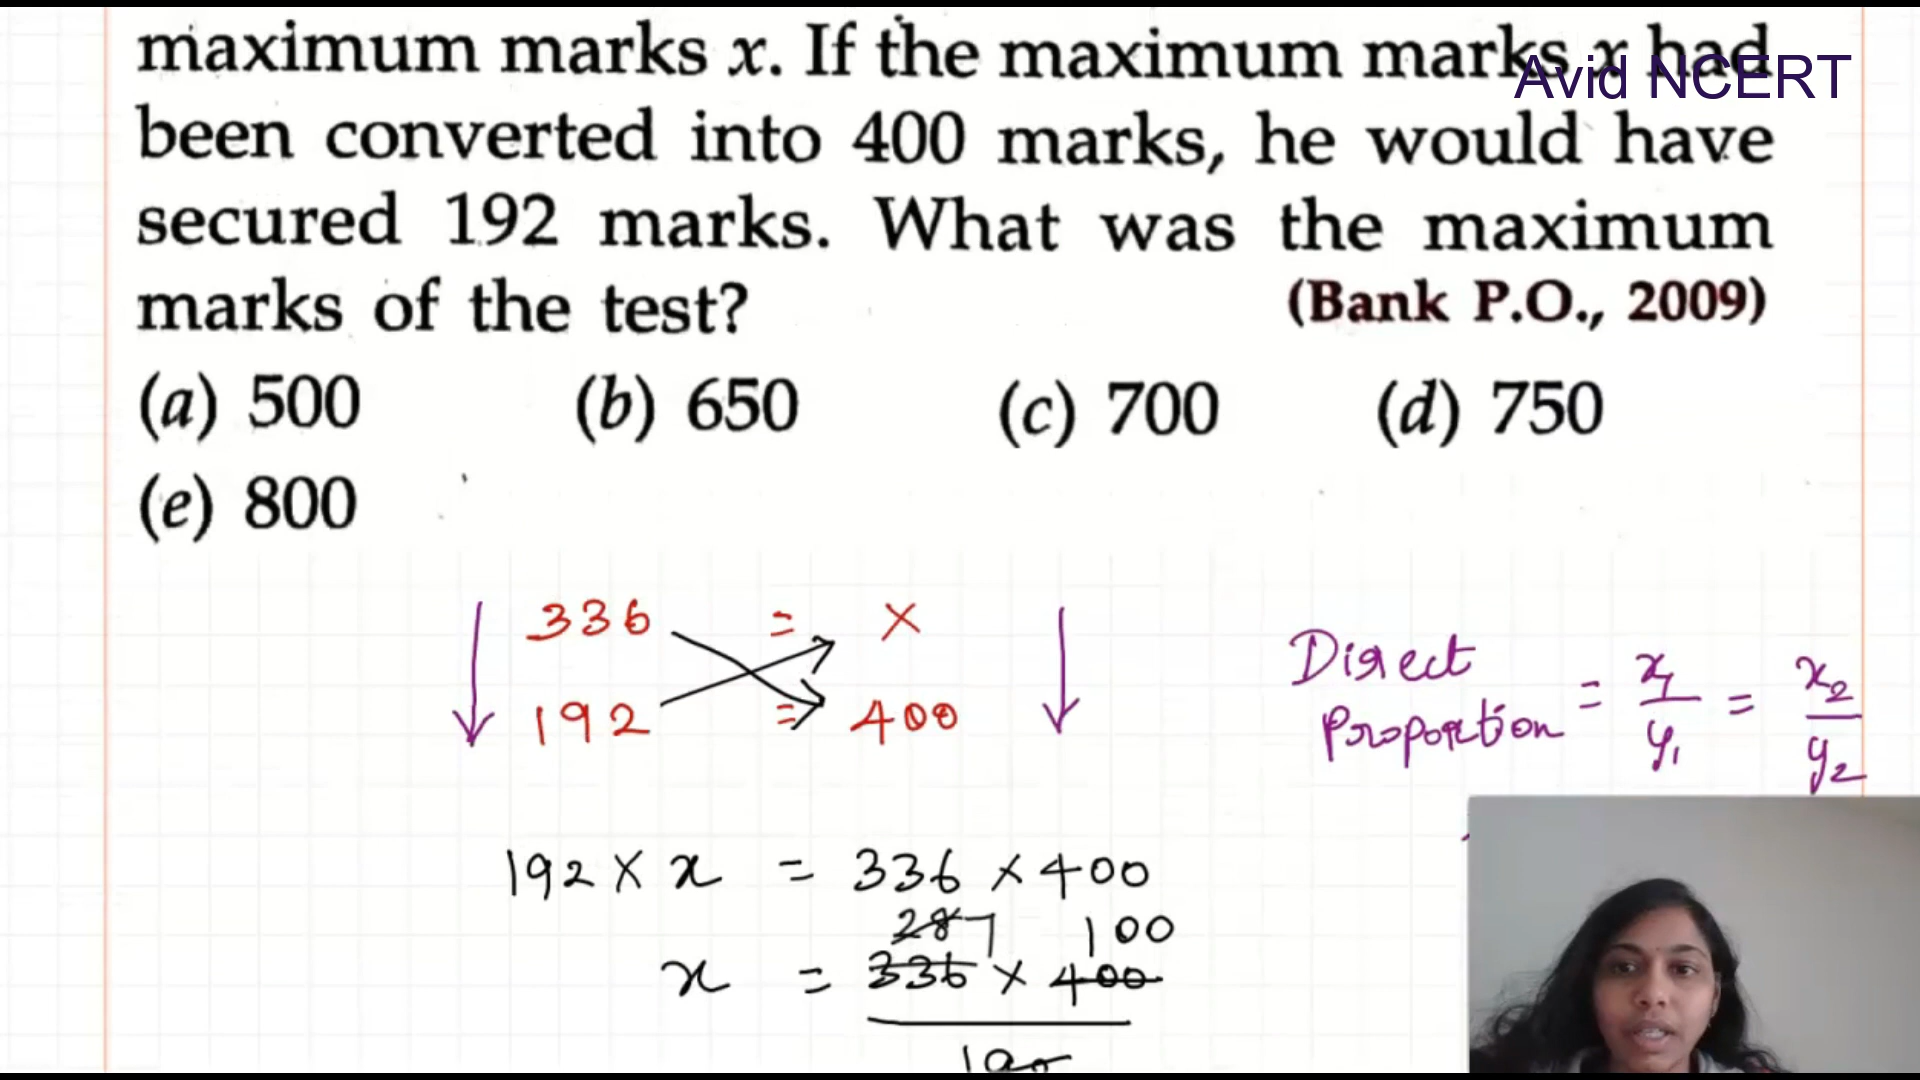 maximum marks x. If the maximum marks x had
Avid NCERT
been converted into 400 marks, he would have
secured 192 marks. What was the maximum
marks of the test? (Bank P.O., 2009)
(a) 500 (b) 650 (c) 700 (d) 750
(e) 800
336 = x
192 = 400
Direct Proportion = x₁/y₁ = x₂/y₂
192 × x = 336 × 400
28 7 100
x = 336 × 400